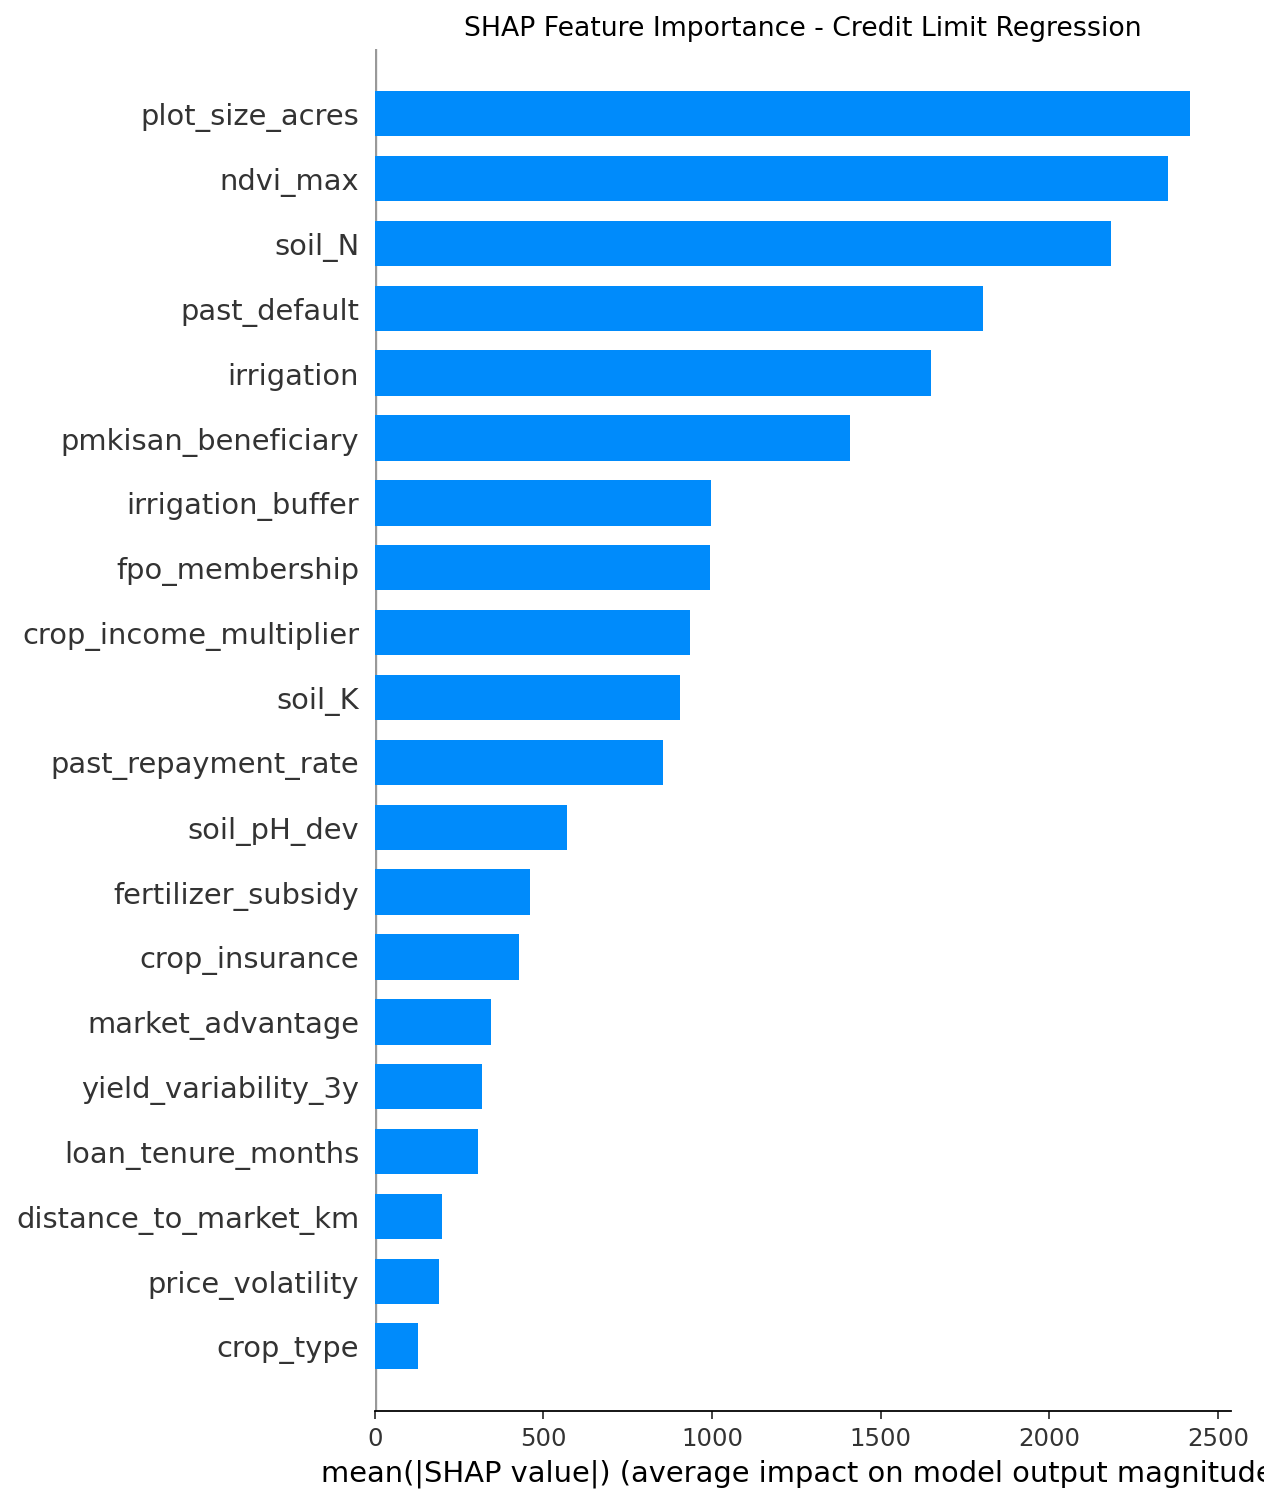 SHAP Feature Importance - Credit Limit Regression
plot_size_acres
ndvi_max
soil_N
past_default
irrigation
pmkisan_beneficiary
irrigation_buffer
fpo_membership
crop_income_multiplier
soil_K
past_repayment_rate
soil_pH_dev
fertilizer_subsidy
crop_insurance
market_advantage
yield_variability_3y
loan_tenure_months
distance_to_market_km
price_volatility
crop_type
0 500 1000 1500 2000 2500
mean(|SHAP value|) (average impact on model output magnitude